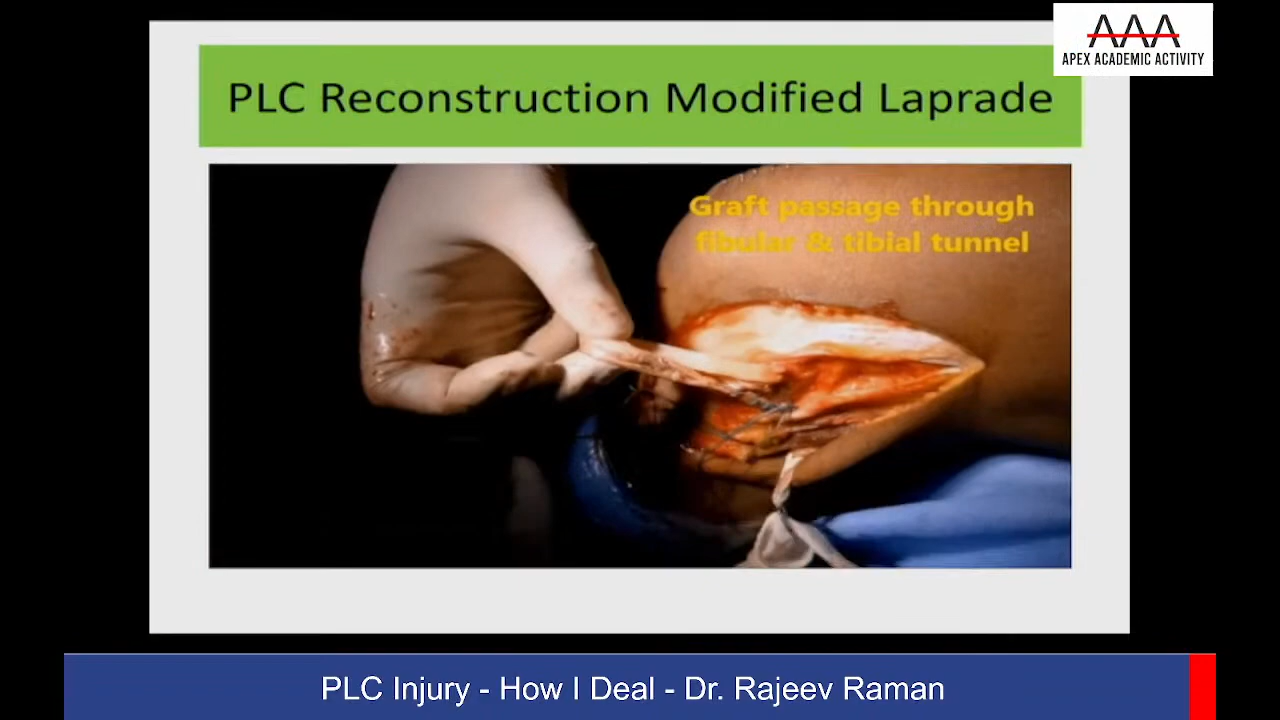 AAA
APEX ACADEMIC ACTIVITY
PLC Reconstruction Modified Laprade
Graft passage through
fibular & tibial tunnel
PLC Injury - How I Deal - Dr. Rajeev Raman